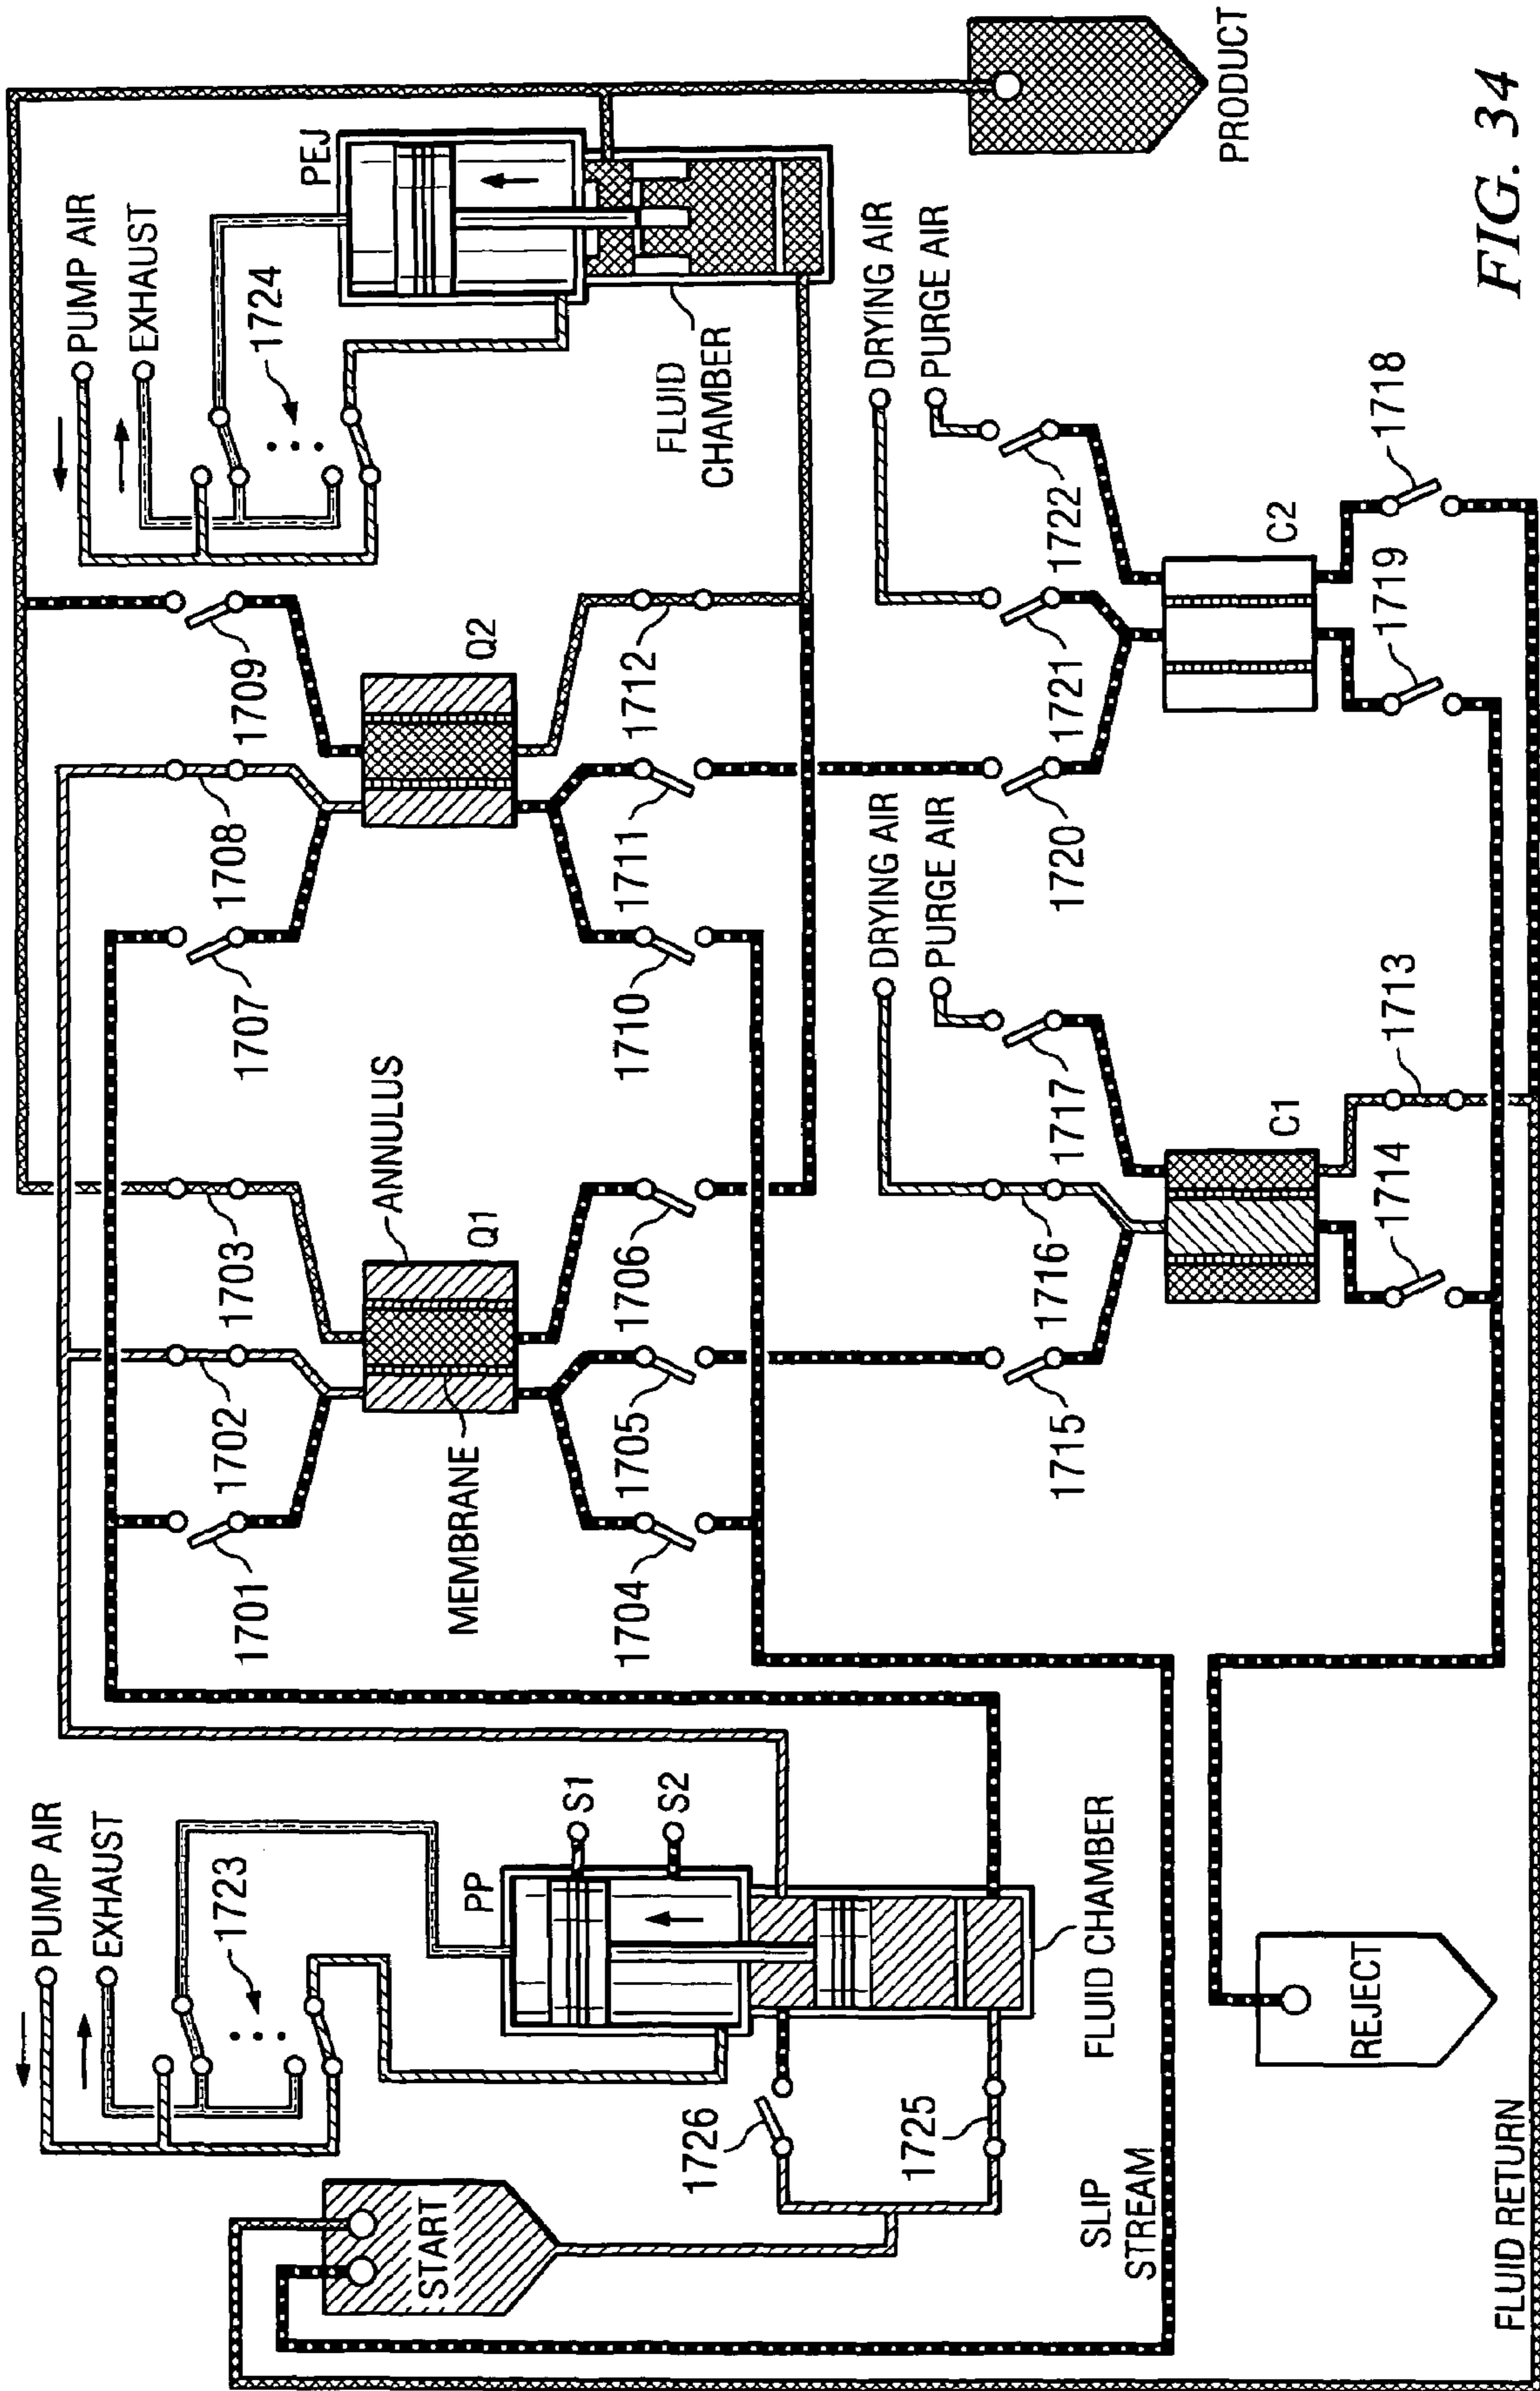 PUMP AIR
EXHAUST
1723
START
1726
1725
PP
S1
S2
FLUID CHAMBER
SLIP
STREAM
FLUID RETURN
REJECT
1701
1702
1703
MEMBRANE
ANNULUS
Q1
1704
1705
1706
1707
1708
1709
Q2
1710
1711
1712
PUMP AIR
EXHAUST
1724
PEJ
FLUID
CHAMBER
PRODUCT
DRYING AIR
PURGE AIR
1715
1716
1717
C1
1714
1713
DRYING AIR
PURGE AIR
1720
1721
1722
C2
1719
1718
FIG. 34